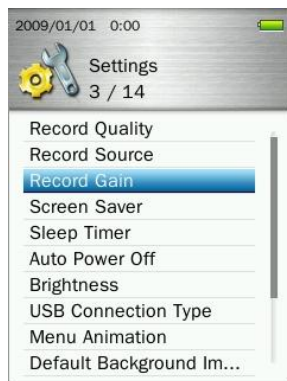 2009/01/01 0:00
Settings
3 / 14
Record Quality
Record Source
Record Gain
Screen Saver
Sleep Timer
Auto Power Off
Brightness
USB Connection Type
Menu Animation
Default Background Im...